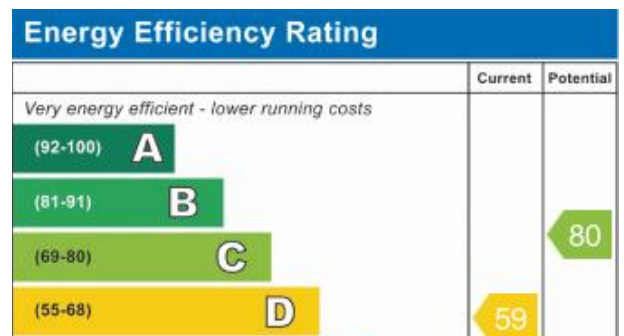 Energy Efficiency Rating
Current Potential
Very energy efficient - lower running costs
(92-100) A
(81-91) B
80
(69-80) C
(55-68) D 59